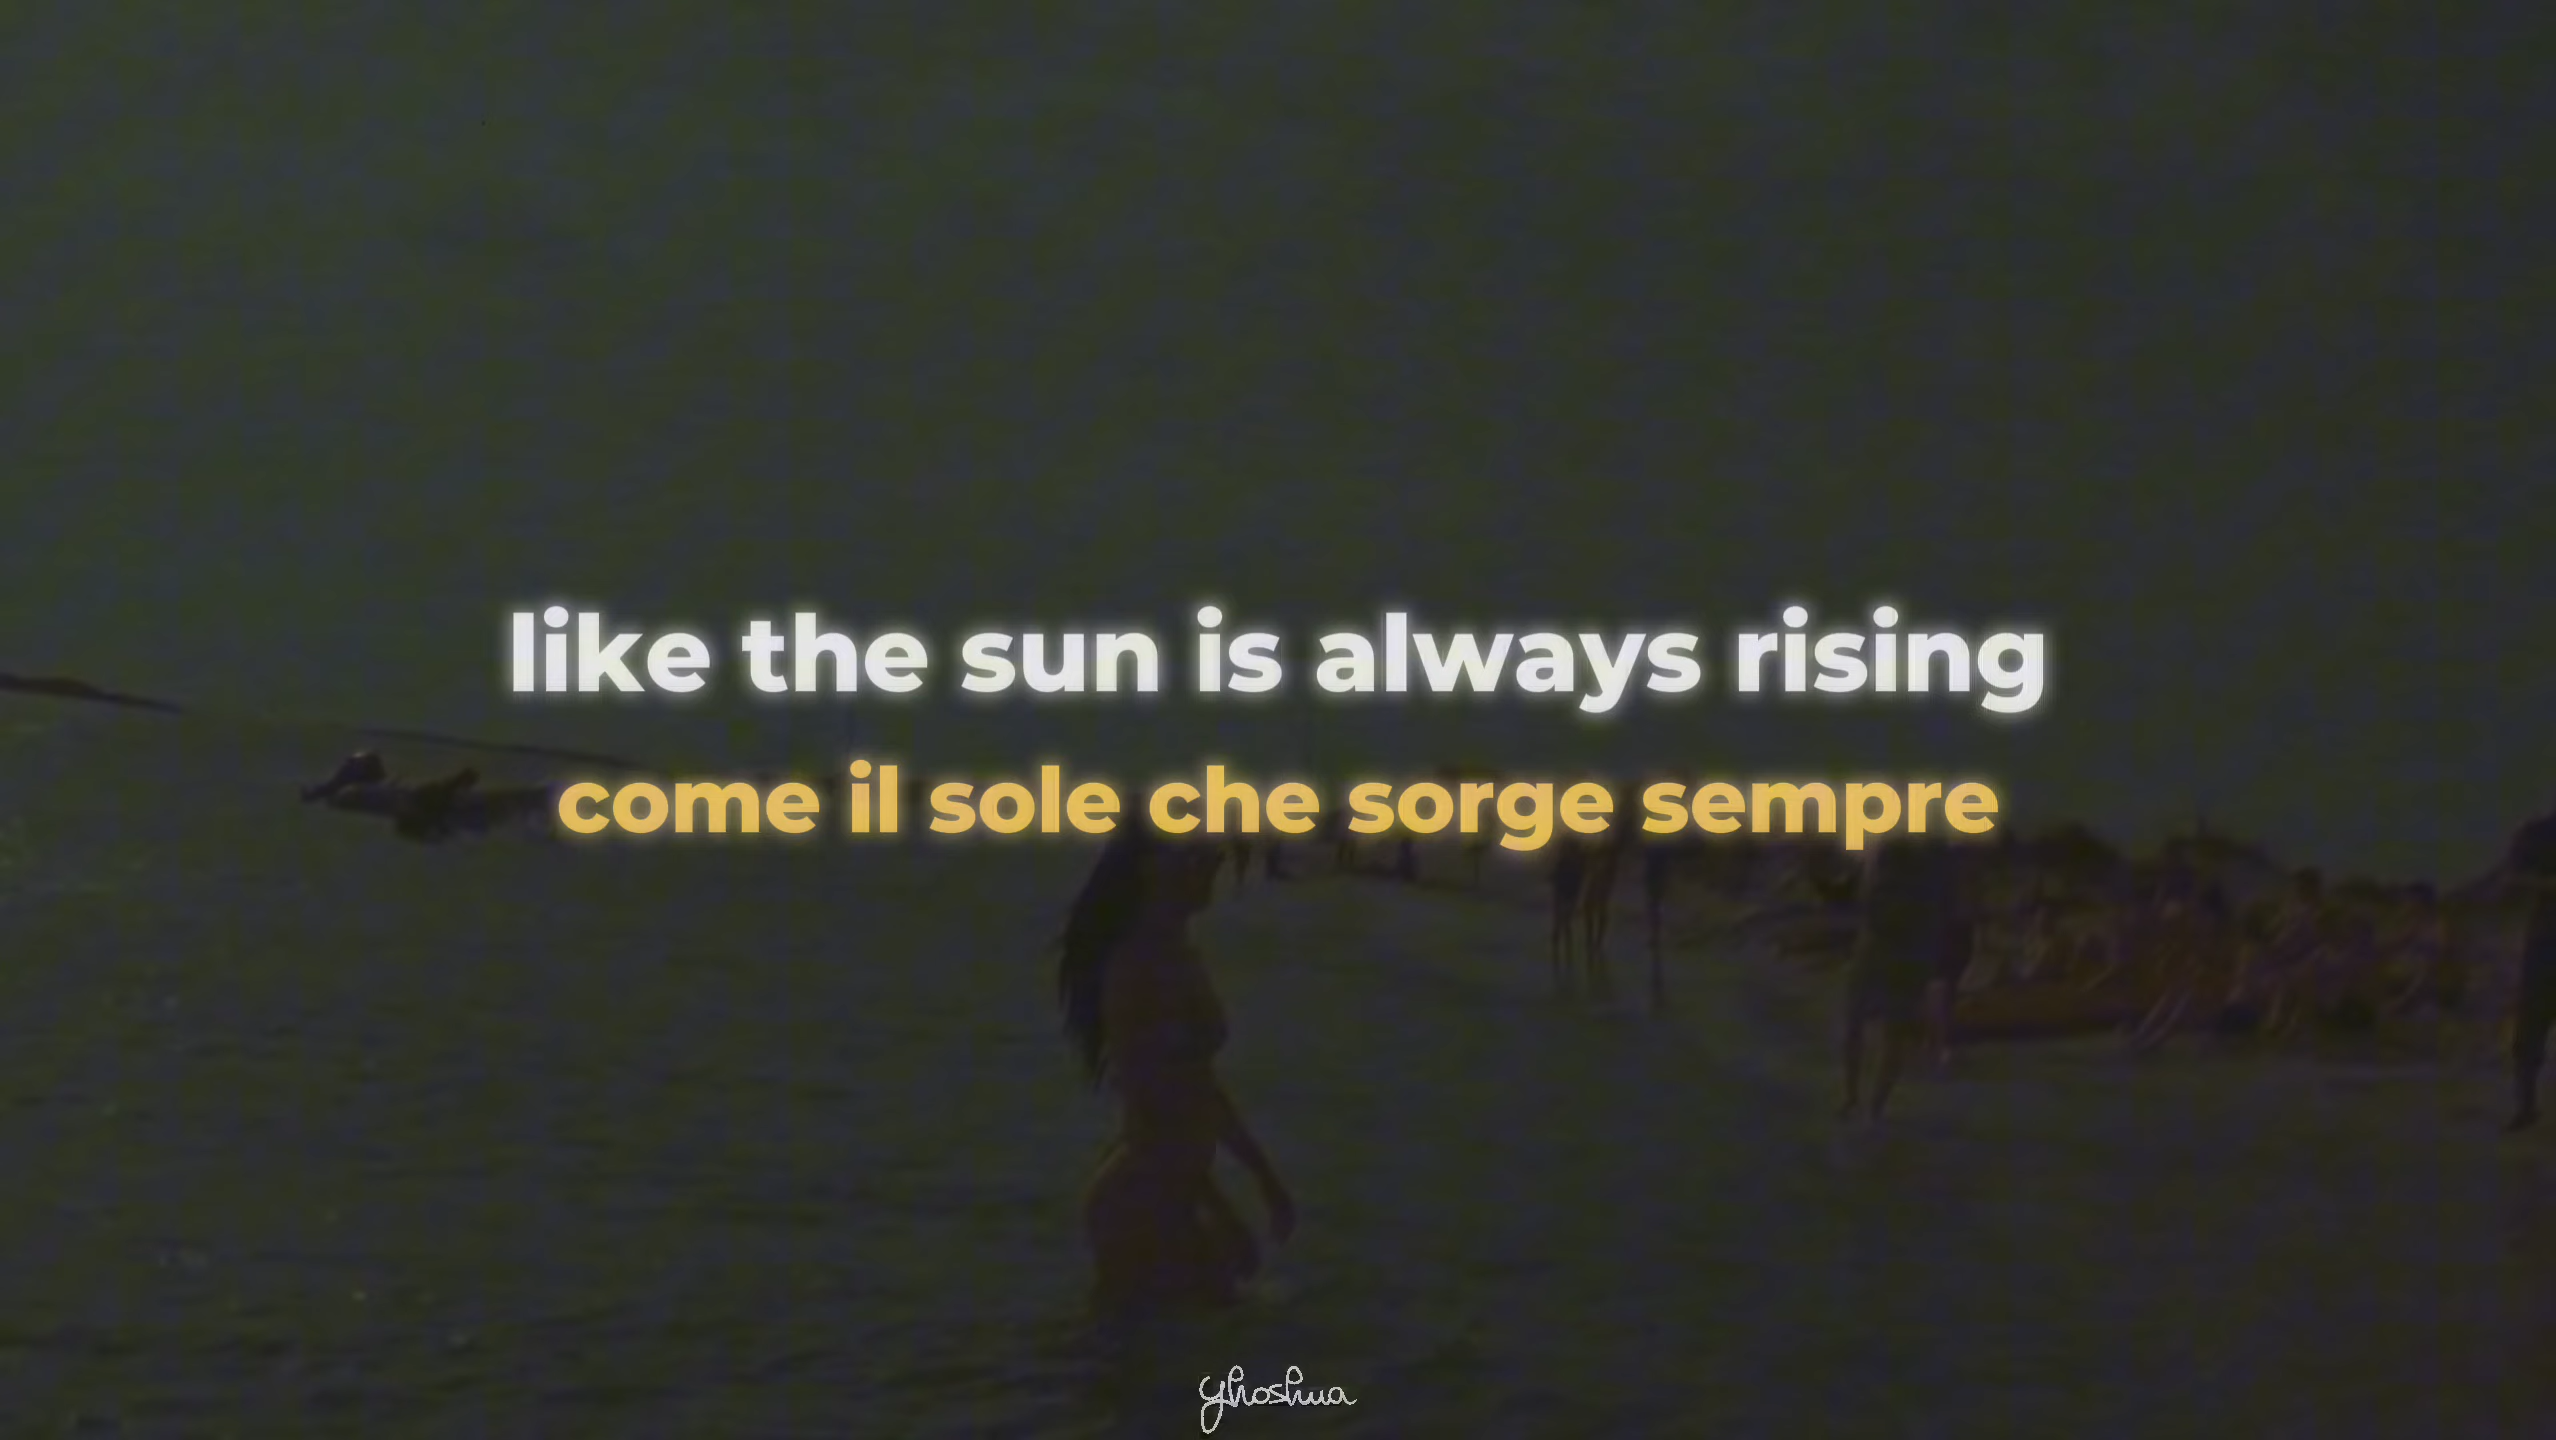 like the sun is always rising
come il sole che sorge sempre
yhoshua